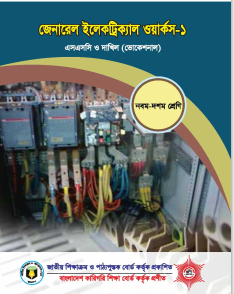 জেনারেল ইলেকট্রিক্যাল ওয়ার্কস-১
এসএসসি ও দাখিল (ভোকেশনাল)
নবম-দশম শ্রেণি
জাতীয় শিক্ষাক্রম ও পাঠ্যপুস্তক বোর্ড কর্তৃক প্রকাশিত
বাংলাদেশ কারিগরি শিক্ষা বোর্ড কর্তৃক প্রণীত